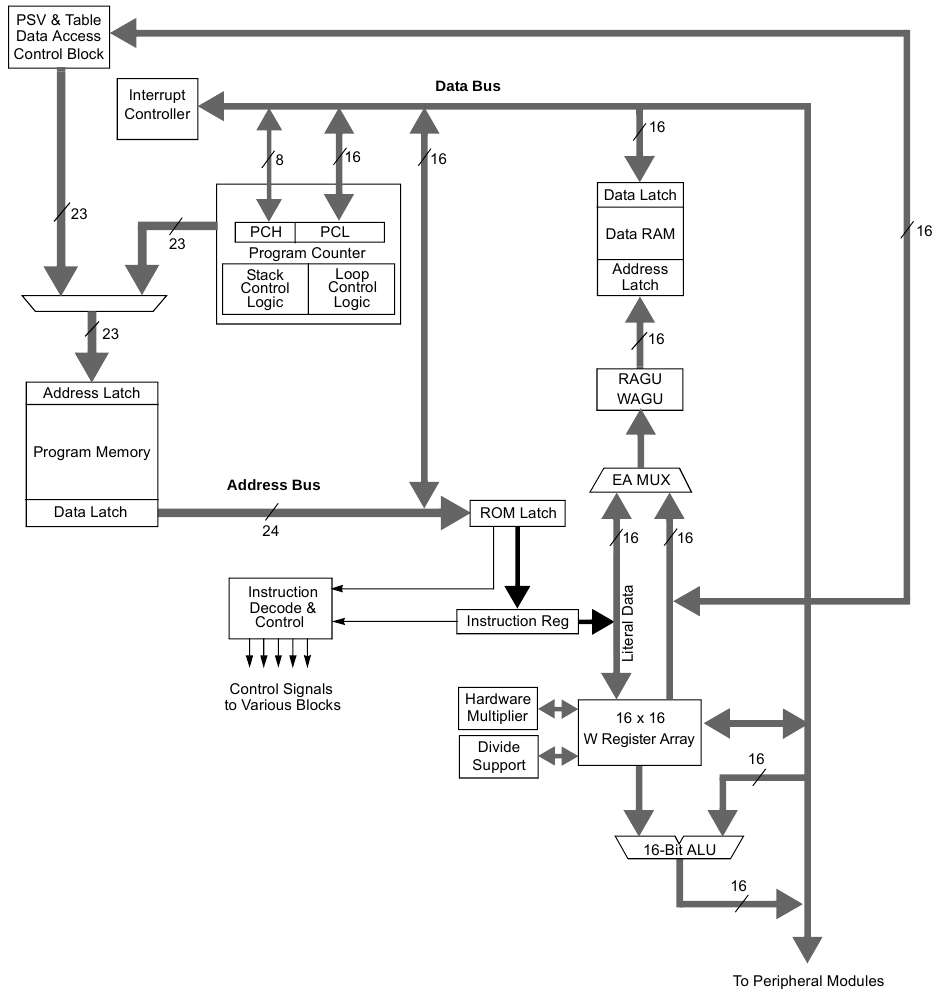 PSV & Table
Data Access
Control Block
Data Bus
Interrupt
Controller
8
16
16
16
23
23
16
PCH
PCL
Program Counter
Stack
Control
Logic
Loop
Control
Logic
Data Latch
Data RAM
Address
Latch
23
16
RAGU
WAGU
Address Latch
Program Memory
Data Latch
Address Bus
24
ROM Latch
EA MUX
16
16
Instruction
Decode &
Control
Instruction Reg
Literal Data
Control Signals
to Various Blocks
Hardware
Multiplier
16 x 16
W Register Array
Divide
Support
16
16-Bit ALU
16
To Peripheral Modules